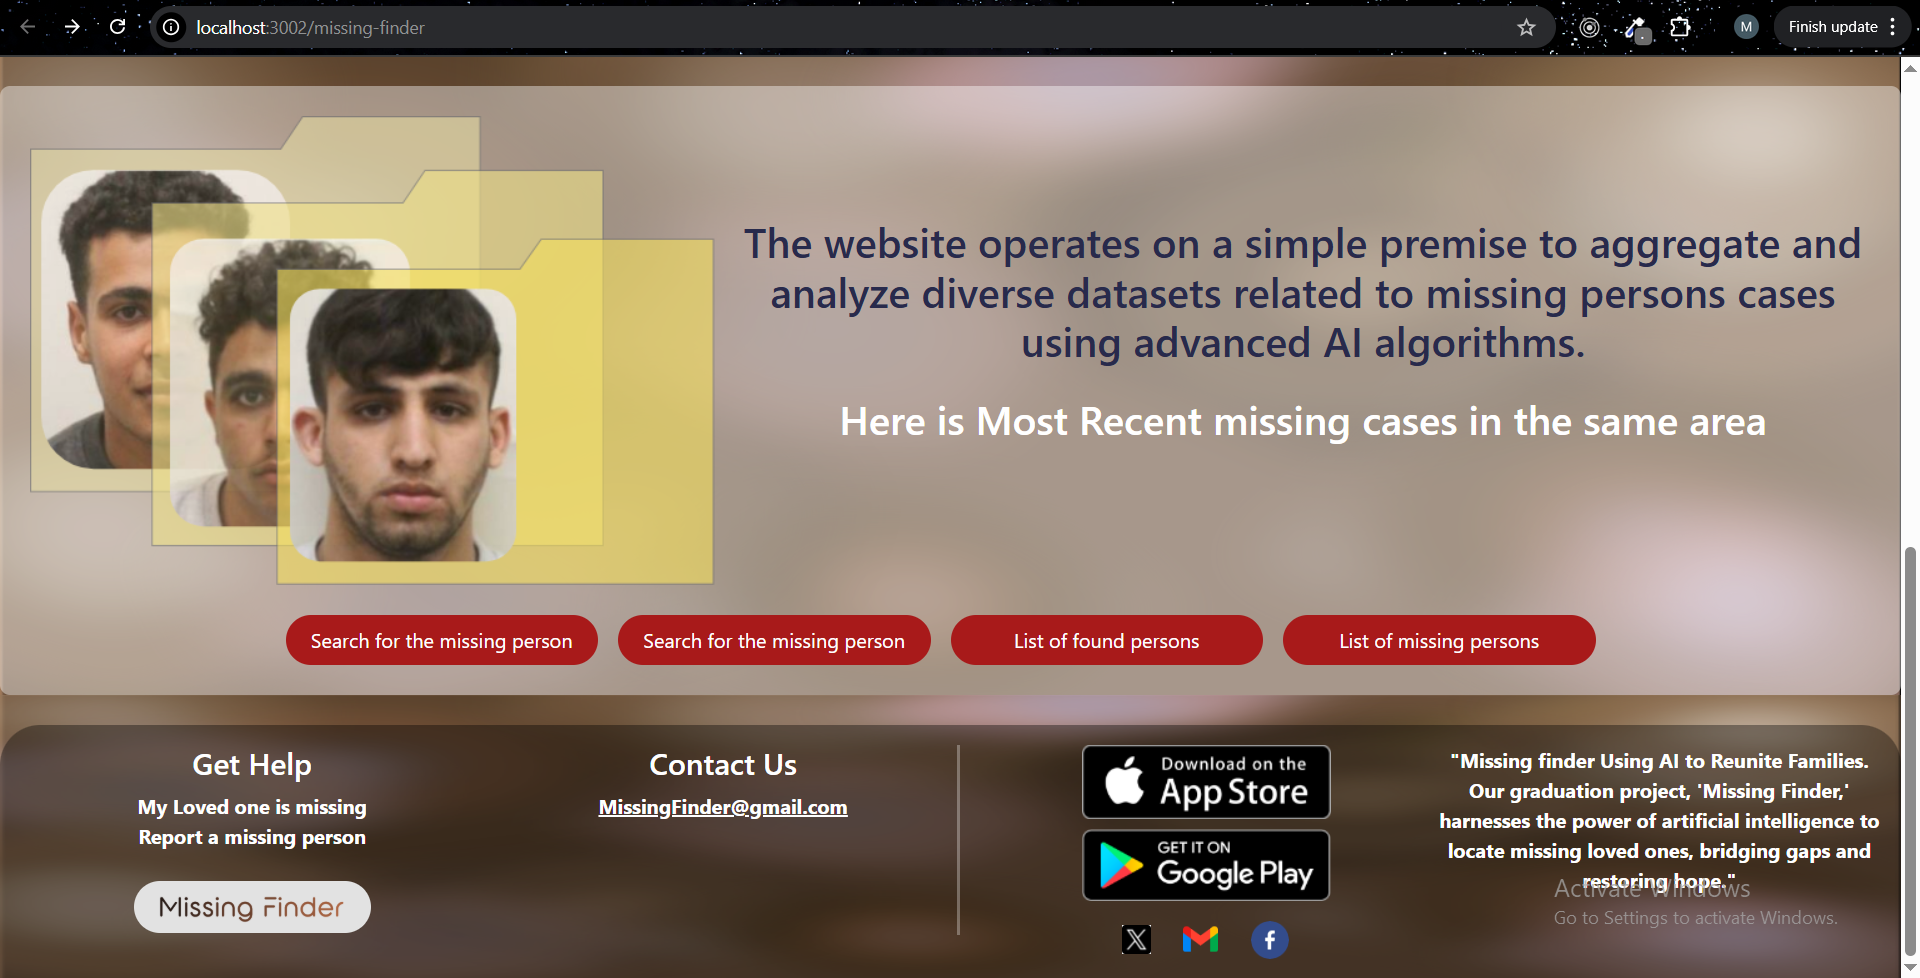 localhost:3002/missing-finder
M
Finish update
The website operates on a simple premise to aggregate and
analyze diverse datasets related to missing persons cases
using advanced AI algorithms.
Here is Most Recent missing cases in the same area
Search for the missing person
Search for the missing person
List of found persons
List of missing persons
Get Help
My Loved one is missing
Report a missing person
Missing Finder
Contact Us
MissingFinder@gmail.com
Download on the
App Store
GET IT ON
Google Play
"Missing finder Using AI to Reunite Families.
Our graduation project, 'Missing Finder,'
harnesses the power of artificial intelligence to
locate missing loved ones, bridging gaps and
restoring hope."
Activate Windows
Go to Settings to activate Windows.